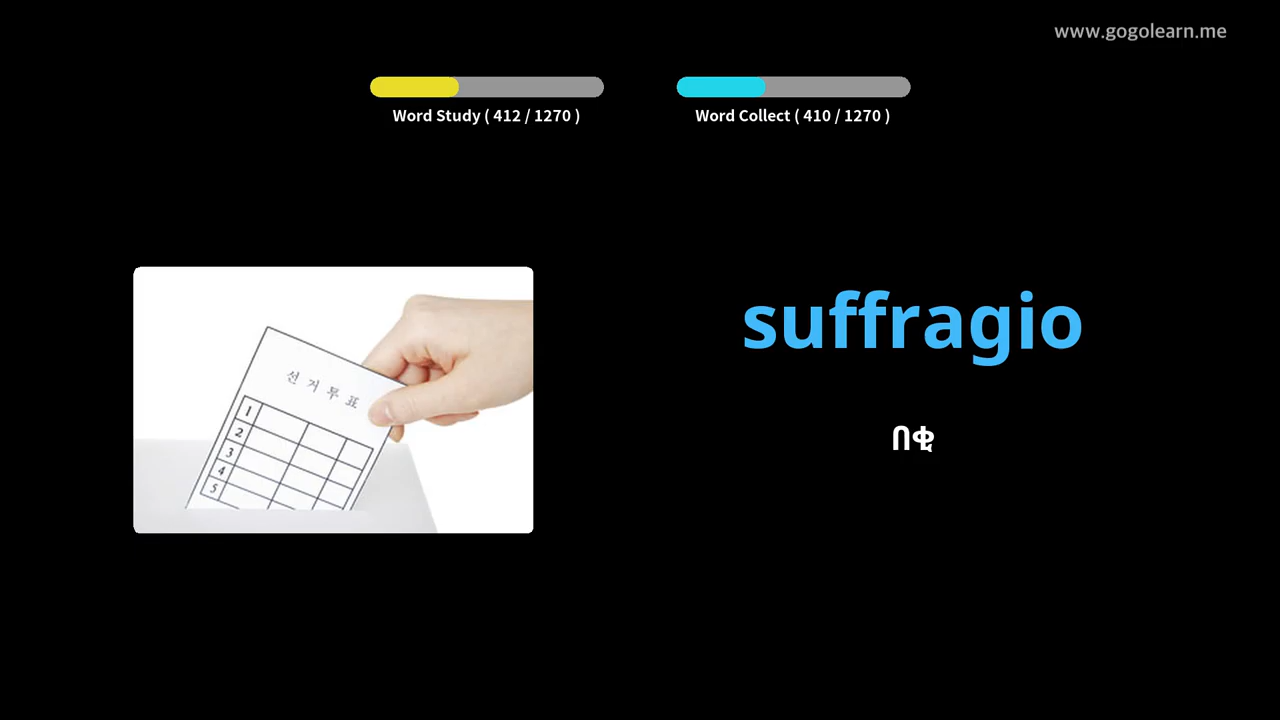 www.gogolearn.me
Word Study ( 412 / 1270 )
Word Collect ( 410 / 1270 )
선거투표
1
2
3
4
5
suffragio
በቂ